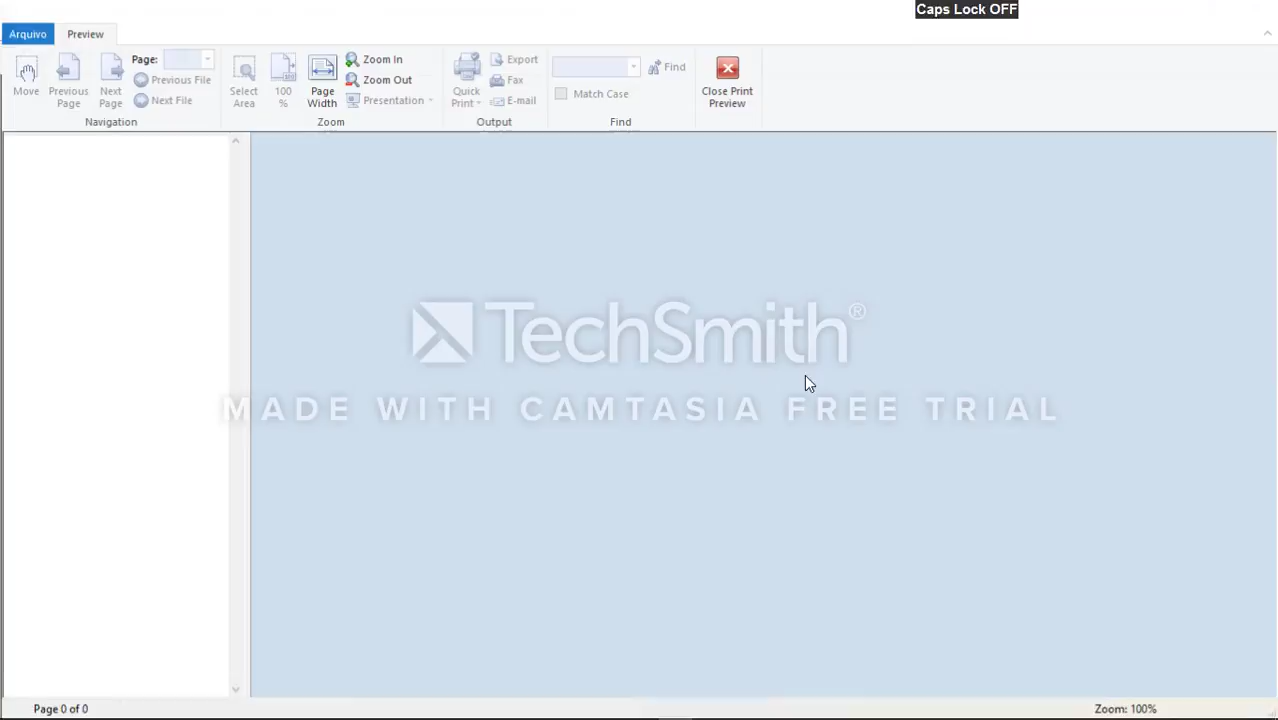 Caps Lock OFF
Arquivo Preview
Move Previous Page Next Page Page: Previous File Next File
Navigation
Select Area 100 % Page Width Zoom In Zoom Out Presentation
Zoom
Quick Print Export Fax E-mail
Output
Find
Match Case
Find
Close Print Preview
TechSmith®
MADE WITH CAMTASIA FREE TRIAL
Page 0 of 0 Zoom: 100%